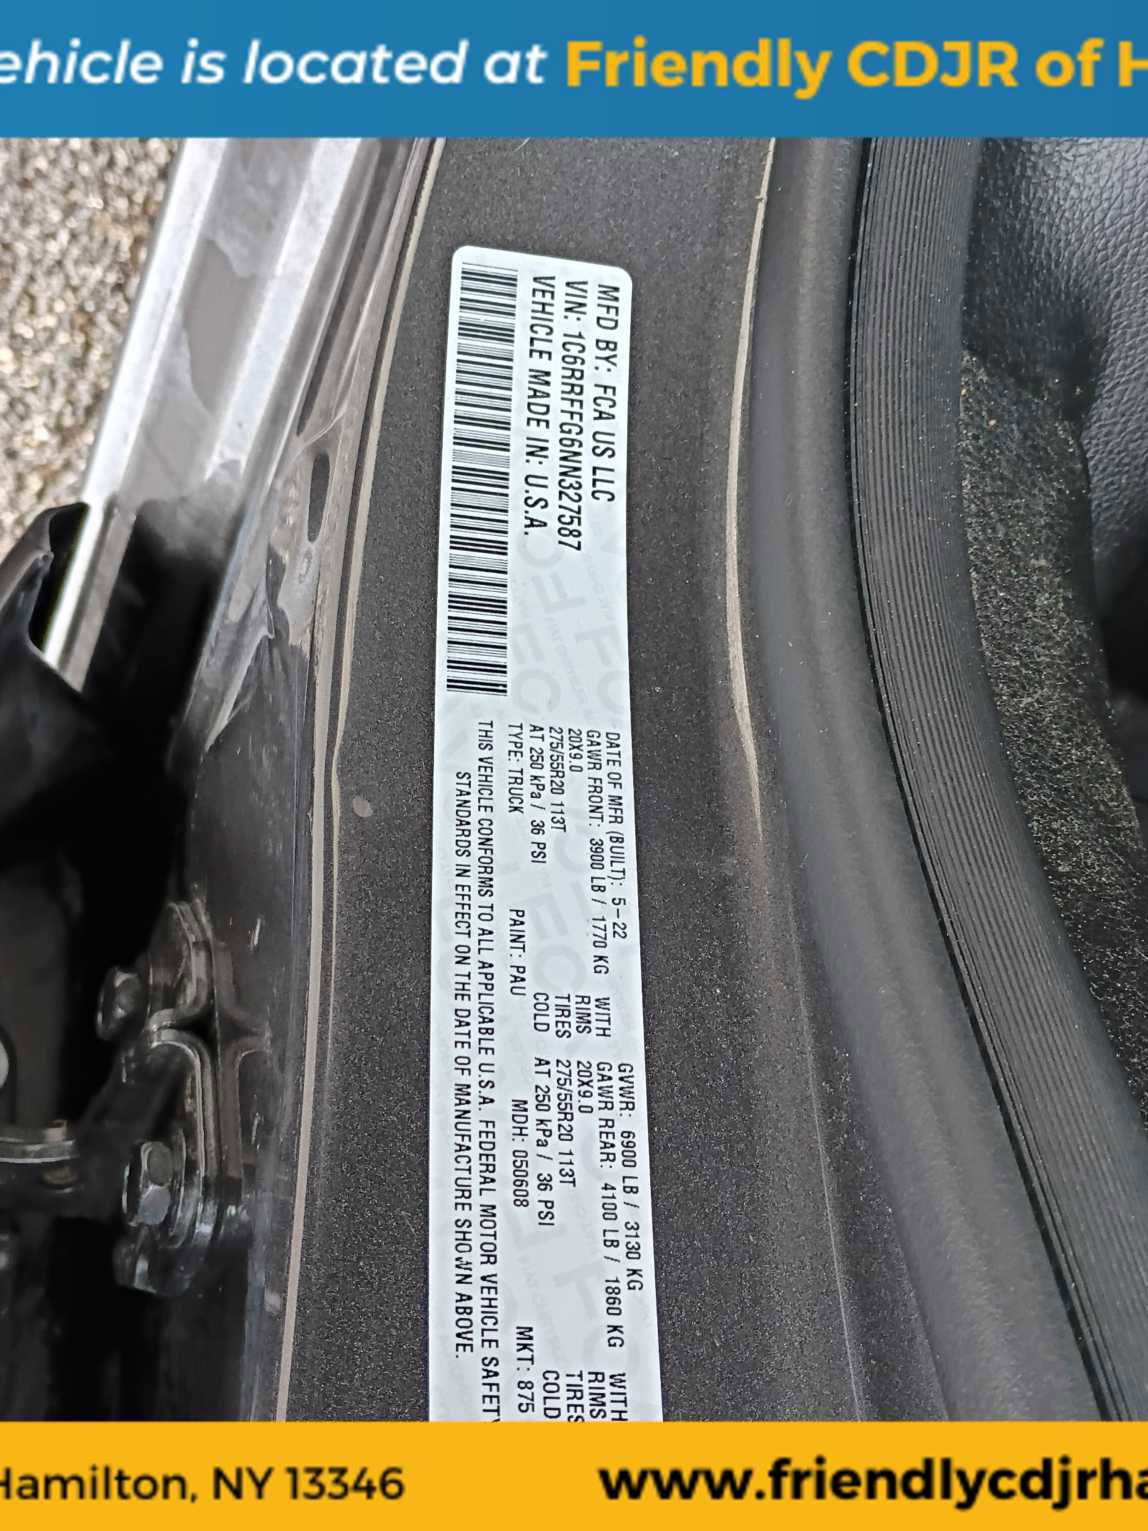 ehicle is located at Friendly CDJR of H
MFD BY: FCA US LLC
VIN: 1C6RRFFG6NN327587
VEHICLE MADE IN: U.S.A.
DATE OF MFR (BUILT): 5-22 GVWR: 6900 LB / 3130 KG
GAWR FRONT: 3900 LB / 1770 KG WITH GAWR REAR: 4100 LB / 1860 KG WITH
20X9.0 RIMS 20X9.0 RIMS
275/55R20 113T TIRES 275/55R20 113T TIRES
AT 250 kPa / 36 PSI COLD AT 250 kPa / 36 PSI COLD
TYPE: TRUCK PAINT: PAU MDH: 050608 MKT: 875
THIS VEHICLE CONFORMS TO ALL APPLICABLE U.S.A. FEDERAL MOTOR VEHICLE SAFETY
STANDARDS IN EFFECT ON THE DATE OF MANUFACTURE SHOWN ABOVE.
Hamilton, NY 13346 www.friendlycdjrha